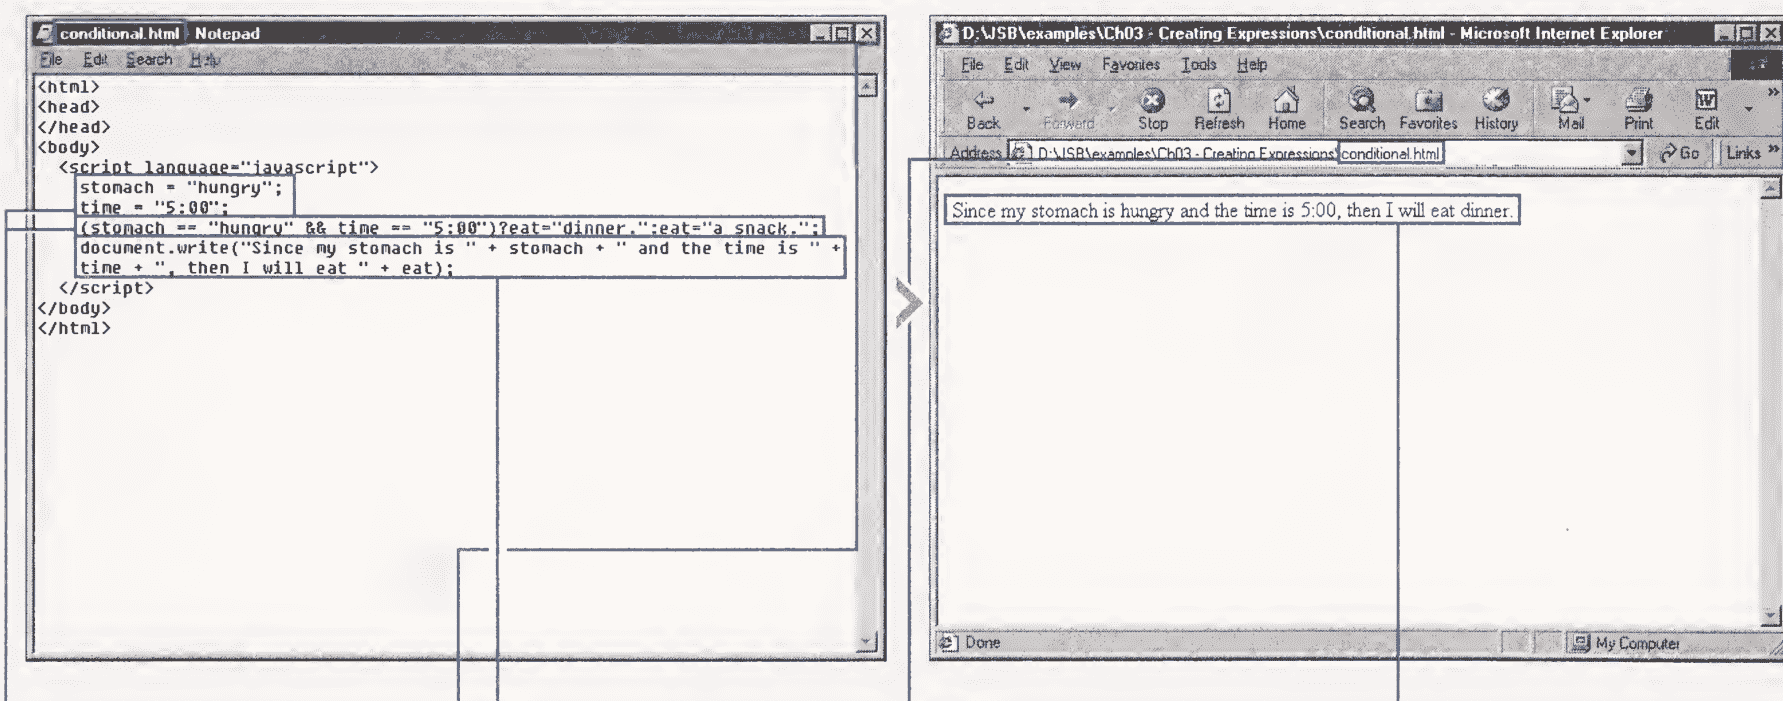 conditional.html Notepad
File Edit Search Help
<html>
<head>
</head>
<body>
<script language="javascript">
stomach = "hungry";
time = "5:00";
(stomach == "hungry" && time == "5:00")?eat="dinner.":eat="a snack.";
document.write("Since my stomach is " + stomach + " and the time is " +
time + ", then I will eat " + eat);
</script>
</body>
</html>
D:\JSB\examples\Ch03 - Creating Expressions\conditional.html - Microsoft Internet Explorer
File Edit View Favorites Tools Help
Back Forward Stop Refresh Home Search Favorites History Mail Print Edit
Address D:\JSB\examples\Ch03 - Creating Expressions\conditional.html Go Links
Since my stomach is hungry and the time is 5:00, then I will eat dinner.
Done My Computer